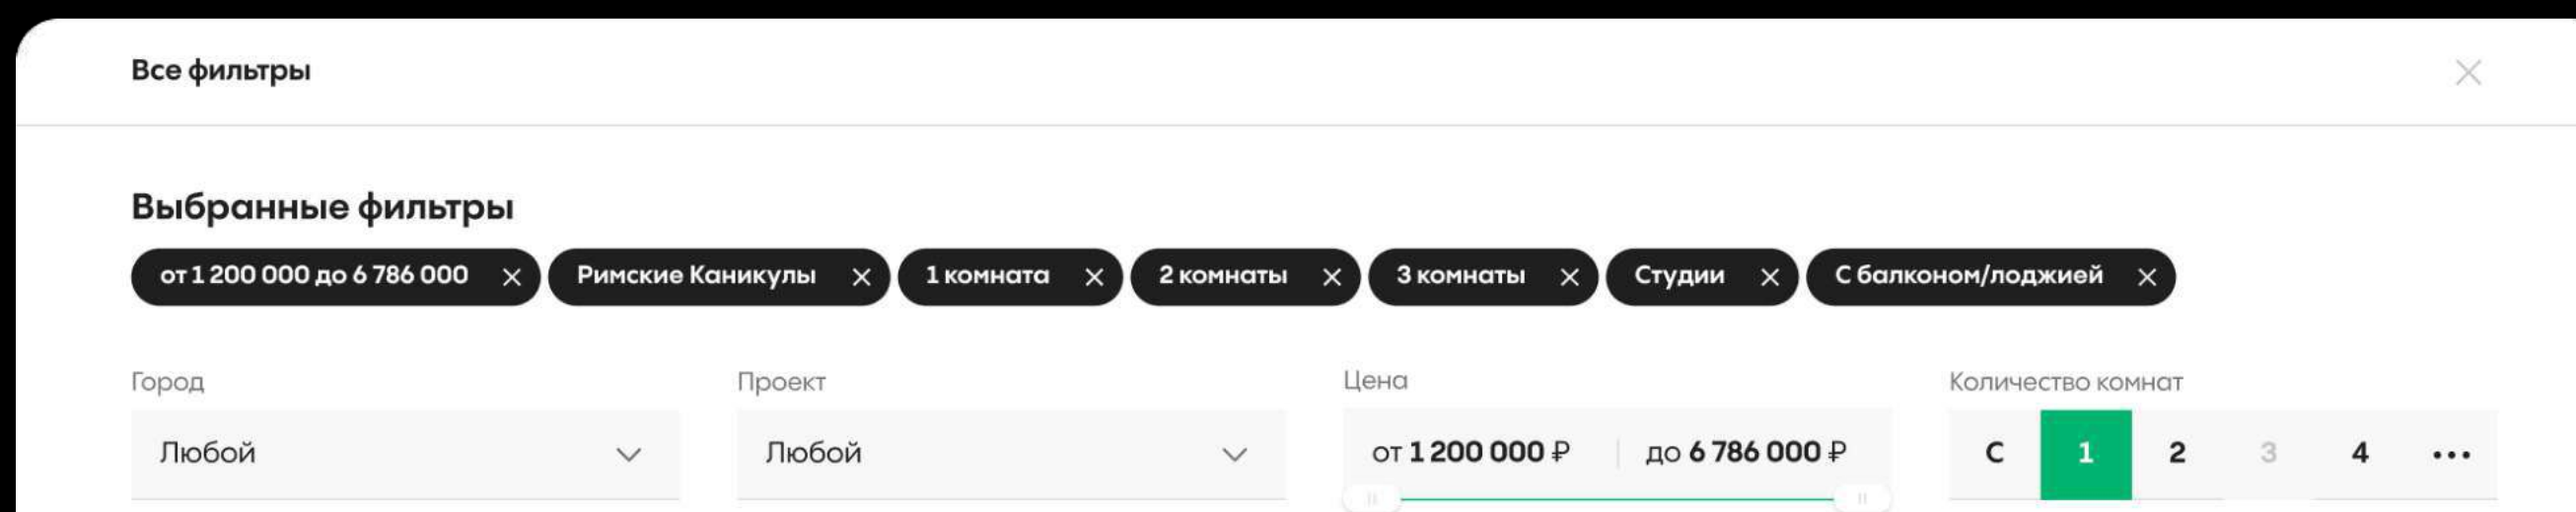 Все фильтры
Выбранные фильтры
от 1 200 000 до 6 786 000 Римские Каникулы 1 комната 2 комнаты 3 комнаты Студии С балконом/лоджией
Город Проект Цена Количество комнат
Любой Любой от 1 200 000 ₽ до 6 786 000 ₽ С 1 2 3 4 •••